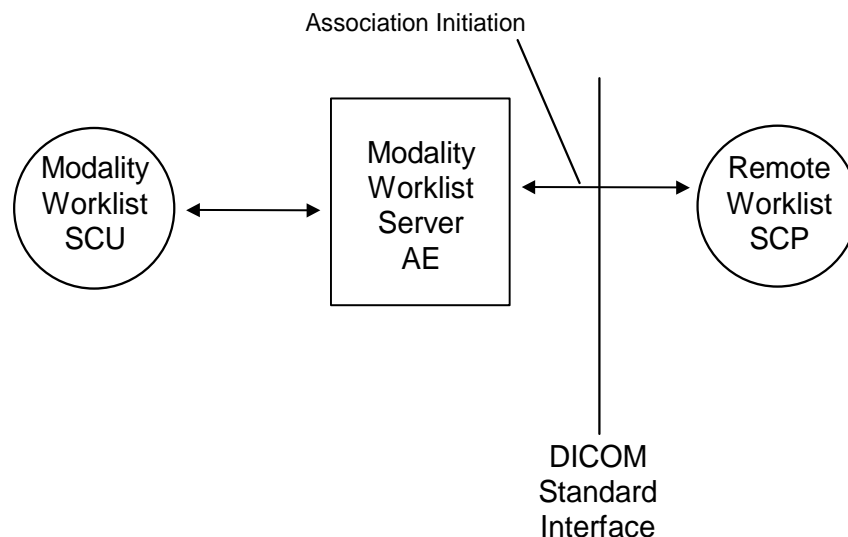 Association Initiation
Modality
Worklist
SCU
Modality
Worklist
Server
AE
Remote
Worklist
SCP
DICOM
Standard
Interface